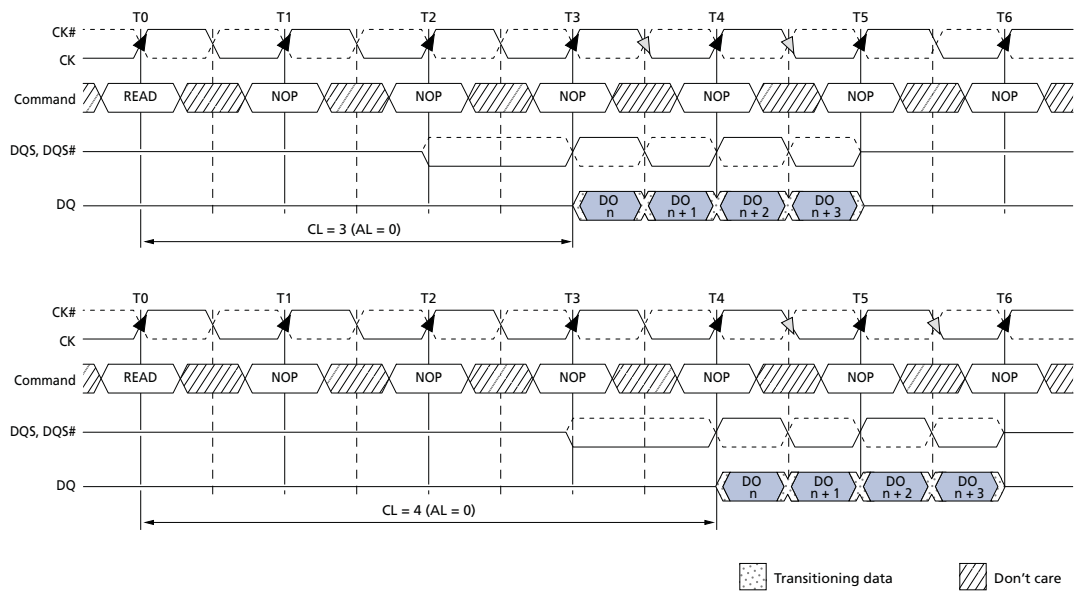 T0 T1 T2 T3 T4 T5 T6
CK#
CK
Command READ NOP NOP NOP NOP NOP NOP
DQS, DQS#
DQ DO n DO n + 1 DO n + 2 DO n + 3
CL = 3 (AL = 0)
T0 T1 T2 T3 T4 T5 T6
CK#
CK
Command READ NOP NOP NOP NOP NOP NOP
DQS, DQS#
DQ DO n DO n + 1 DO n + 2 DO n + 3
CL = 4 (AL = 0)
Transitioning data Don't care